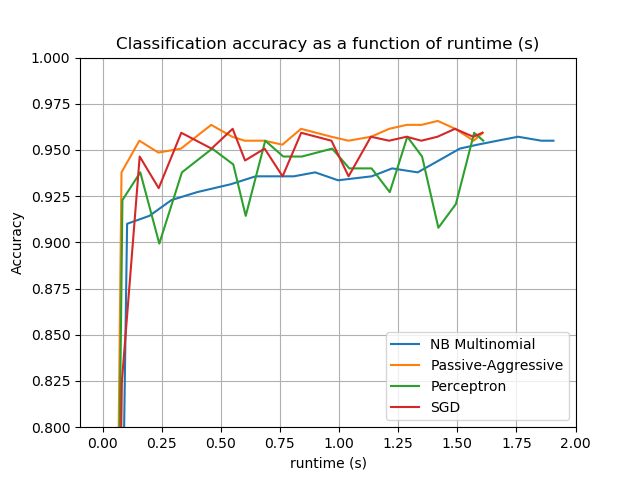 Classification accuracy as a function of runtime (s)
1.000
0.975
0.950
0.925
0.900
0.875
0.850
0.825
0.800
Accuracy
NB Multinomial
Passive-Aggressive
Perceptron
SGD
0.00 0.25 0.50 0.75 1.00 1.25 1.50 1.75 2.00
runtime (s)